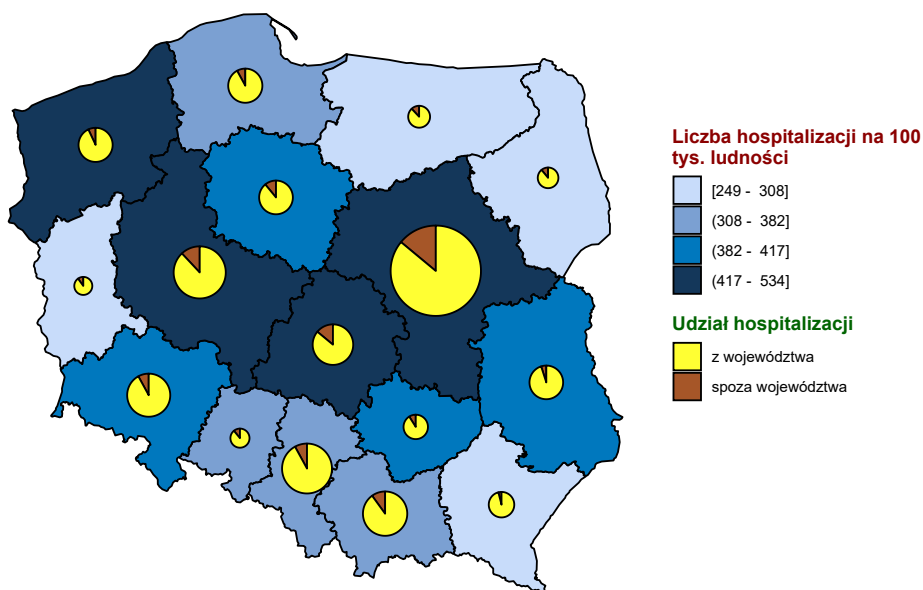 Liczba hospitalizacji na 100
tys. ludności
[249 - 308]
(308 - 382]
(382 - 417]
(417 - 534]
Udział hospitalizacji
z województwa
spoza województwa